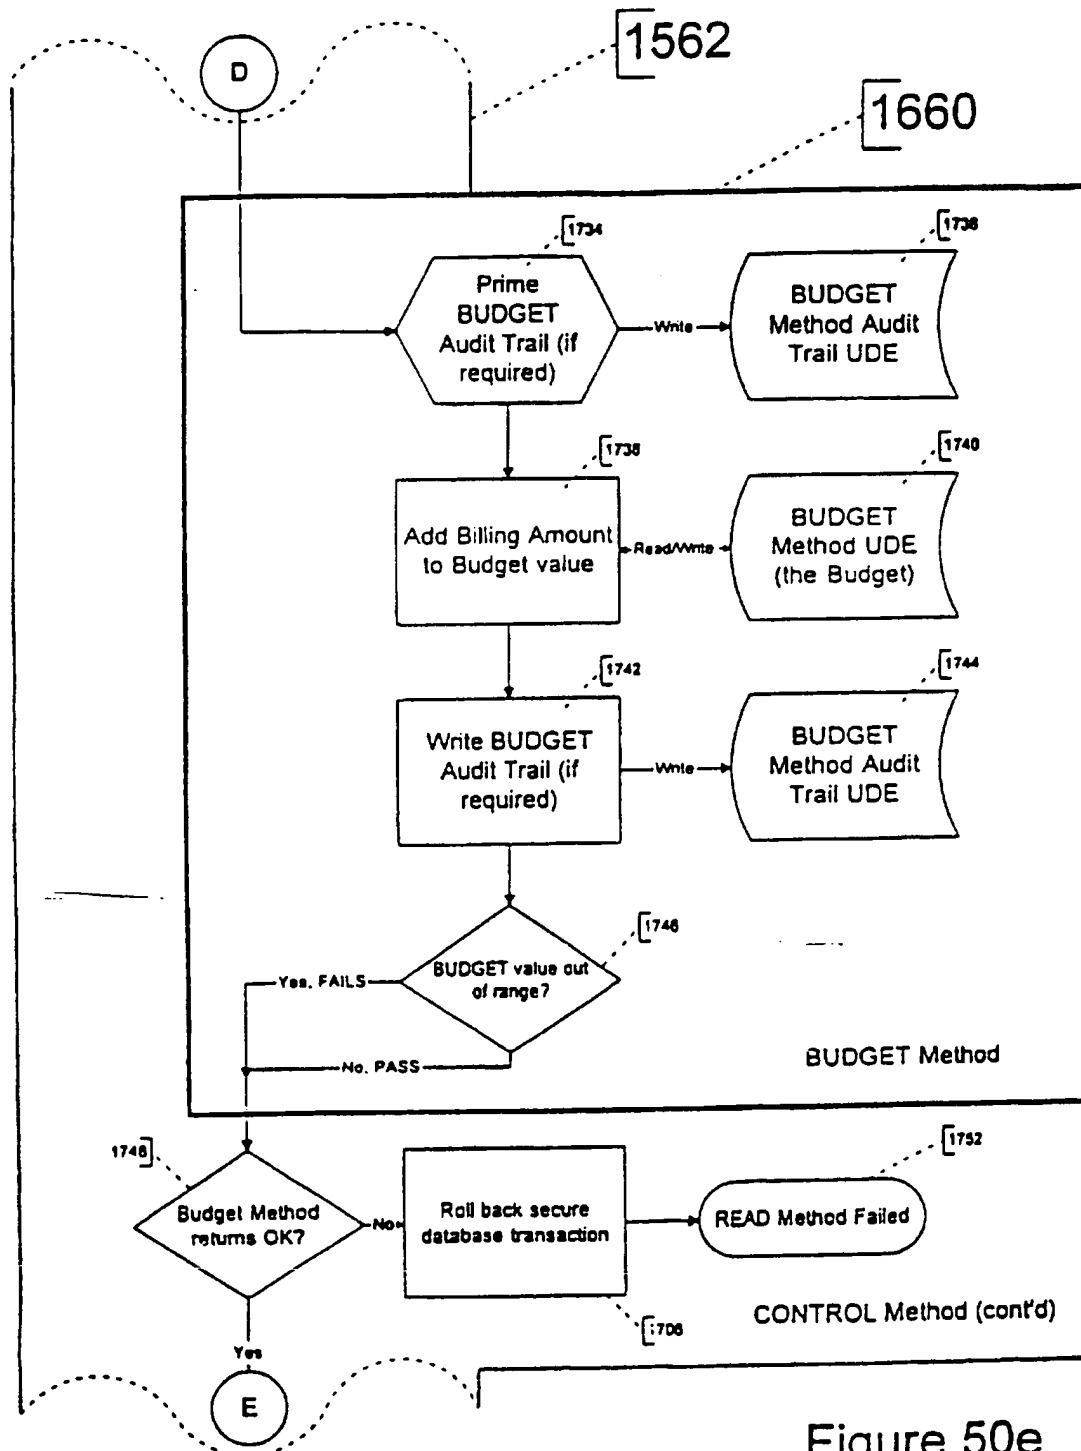 D
1562
1660
1734
Prime
BUDGET
Audit Trail (if
required)
Write
1736
BUDGET
Method Audit
Trail UDE
1738
Add Billing Amount
to Budget value
Read/Write
1740
BUDGET
Method UDE
(the Budget)
1742
Write BUDGET
Audit Trail (if
required)
Write
1744
BUDGET
Method Audit
Trail UDE
1746
BUDGET value out
of range?
Yes, FAILS
No, PASS
BUDGET Method
1748
Budget Method
returns OK?
No
Roll back secure
database transaction
1706
1752
READ Method Failed
CONTROL Method (cont'd)
Yes
E
Figure 50e